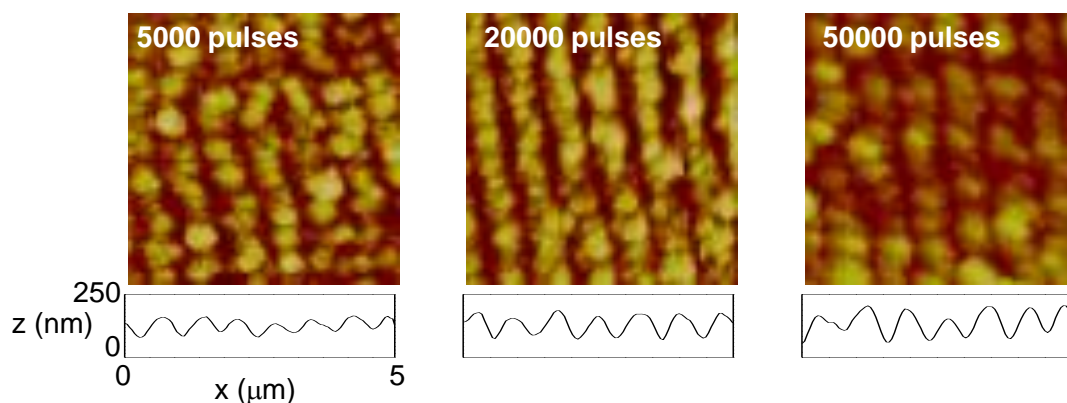 5000 pulses
20000 pulses
50000 pulses
250
z (nm)
0
0
5
x (μm)